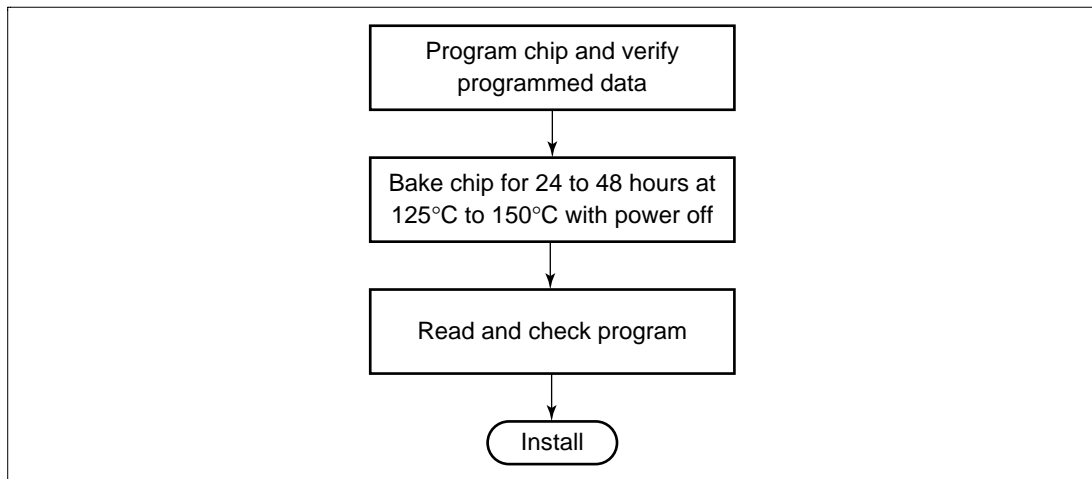 Program chip and verify
programmed data
Bake chip for 24 to 48 hours at
125°C to 150°C with power off
Read and check program
Install